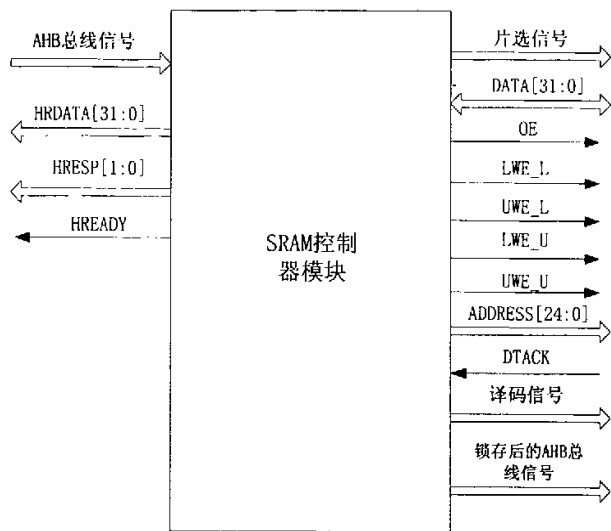 AHB总线信号
HRDATA[31:0]
HRESP[1:0]
HREADY
SRAM控制
器模块
片选信号
DATA[31:0]
OE
LWE_L
UWE_L
LWE_U
UWE_U
ADDRESS[24:0]
DTACK
译码信号
锁存后的AHB总
线信号